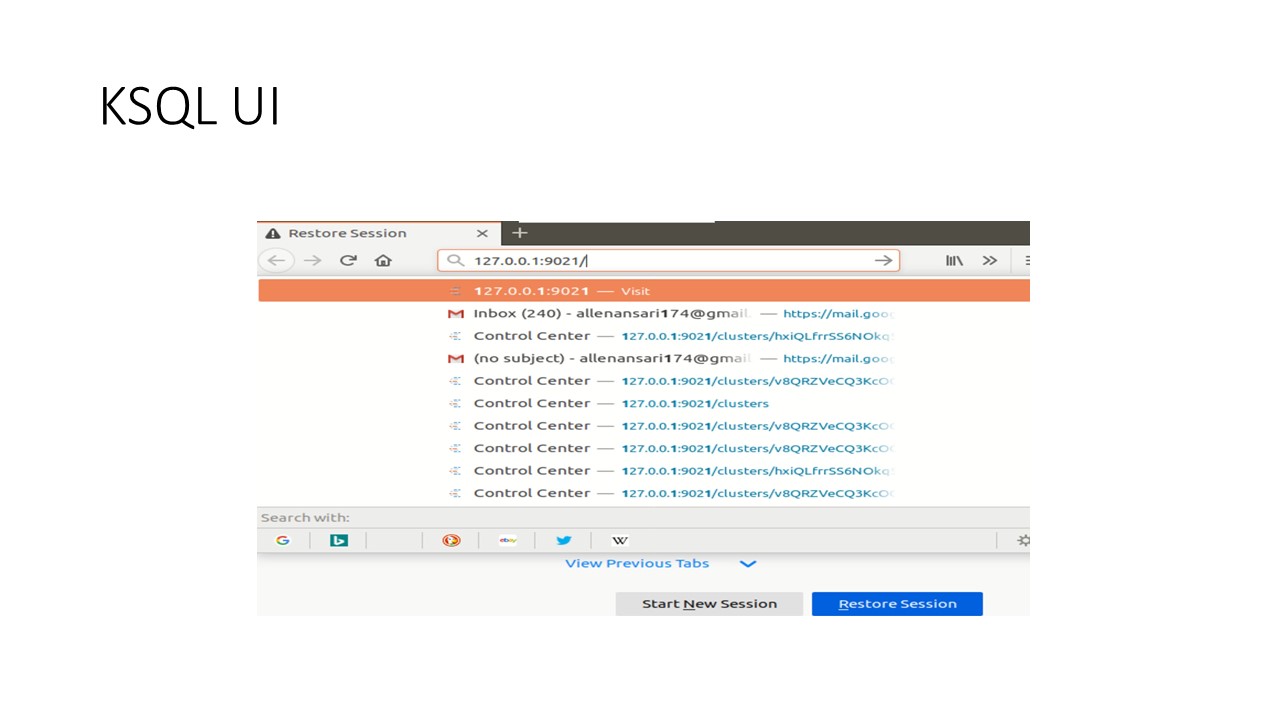 KSQL UI
Restore Session
127.0.0.1:9021/
127.0.0.1:9021 — Visit
Inbox (240) - allenansari174@gmail. — https://mail.goo
Control Center — 127.0.0.1:9021/clusters/hxiQLfrrSS6NOkq
(no subject) - allenansari174@gmail — https://mail.goo
Control Center — 127.0.0.1:9021/clusters/v8QRZVeCQ3KcO
Control Center — 127.0.0.1:9021/clusters
Control Center — 127.0.0.1:9021/clusters/v8QRZVeCQ3KcO
Control Center — 127.0.0.1:9021/clusters/v8QRZVeCQ3KcO
Control Center — 127.0.0.1:9021/clusters/hxiQLfrrSS6NOkq
Control Center — 127.0.0.1:9021/clusters/v8QRZVeCQ3KcO
Search with:
ebay W
View Previous Tabs
Start New Session Restore Session